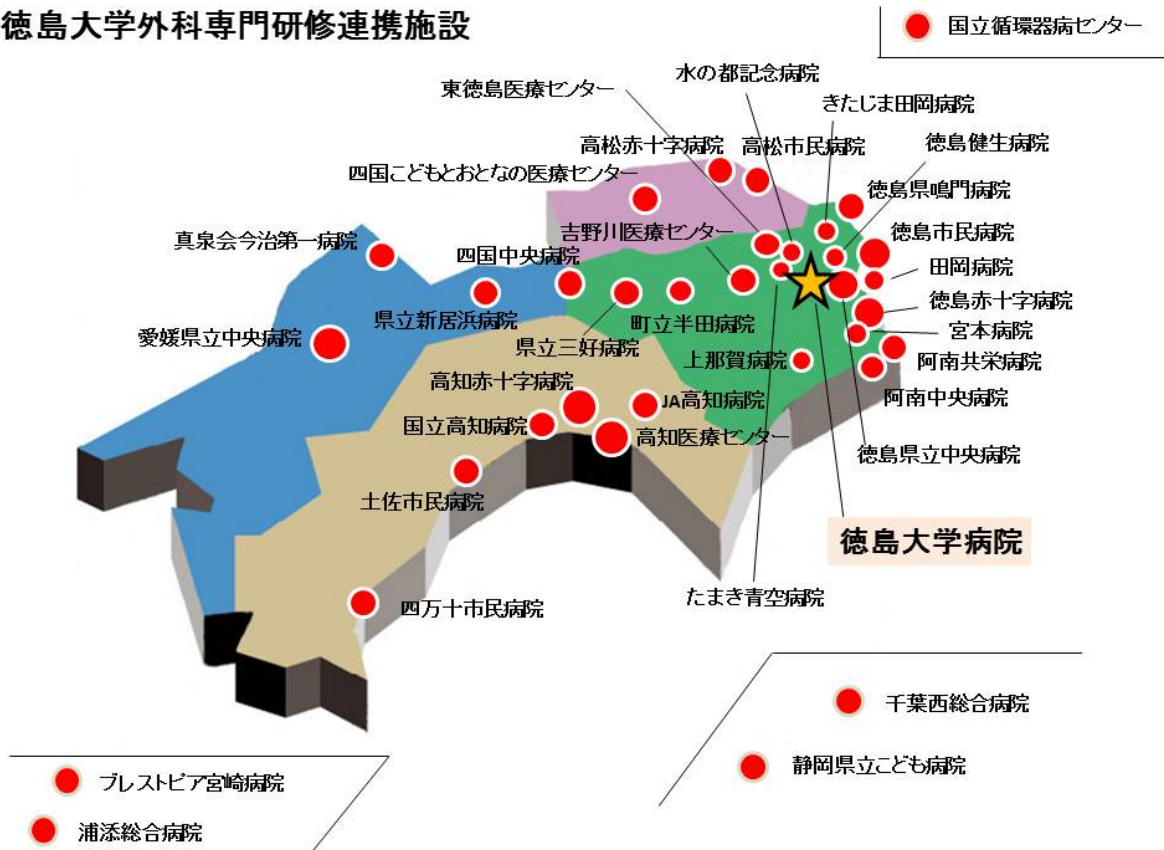 徳島大学外科専門研修連携施設
国立循環器病センター
水の都記念病院
東徳島医療センター
きたじま田岡病院
高松赤十字病院
高松市民病院
徳島健生病院
四国こどもとおとなの医療センター
徳島県鳴門病院
吉野川医療センター
徳島市民病院
真泉会今治第一病院
四国中央病院
田岡病院
徳島赤十字病院
県立新居浜病院
町立半田病院
宮本病院
愛媛県立中央病院
県立三好病院
上那賀病院
阿南共栄病院
高知赤十字病院
JA高知病院
阿南中央病院
国立高知病院
高知医療センター
徳島県立中央病院
土佐市民病院
徳島大学病院
たまき青空病院
四万十市民病院
千葉西総合病院
静岡県立こども病院
ブレストピア宮崎病院
浦添総合病院